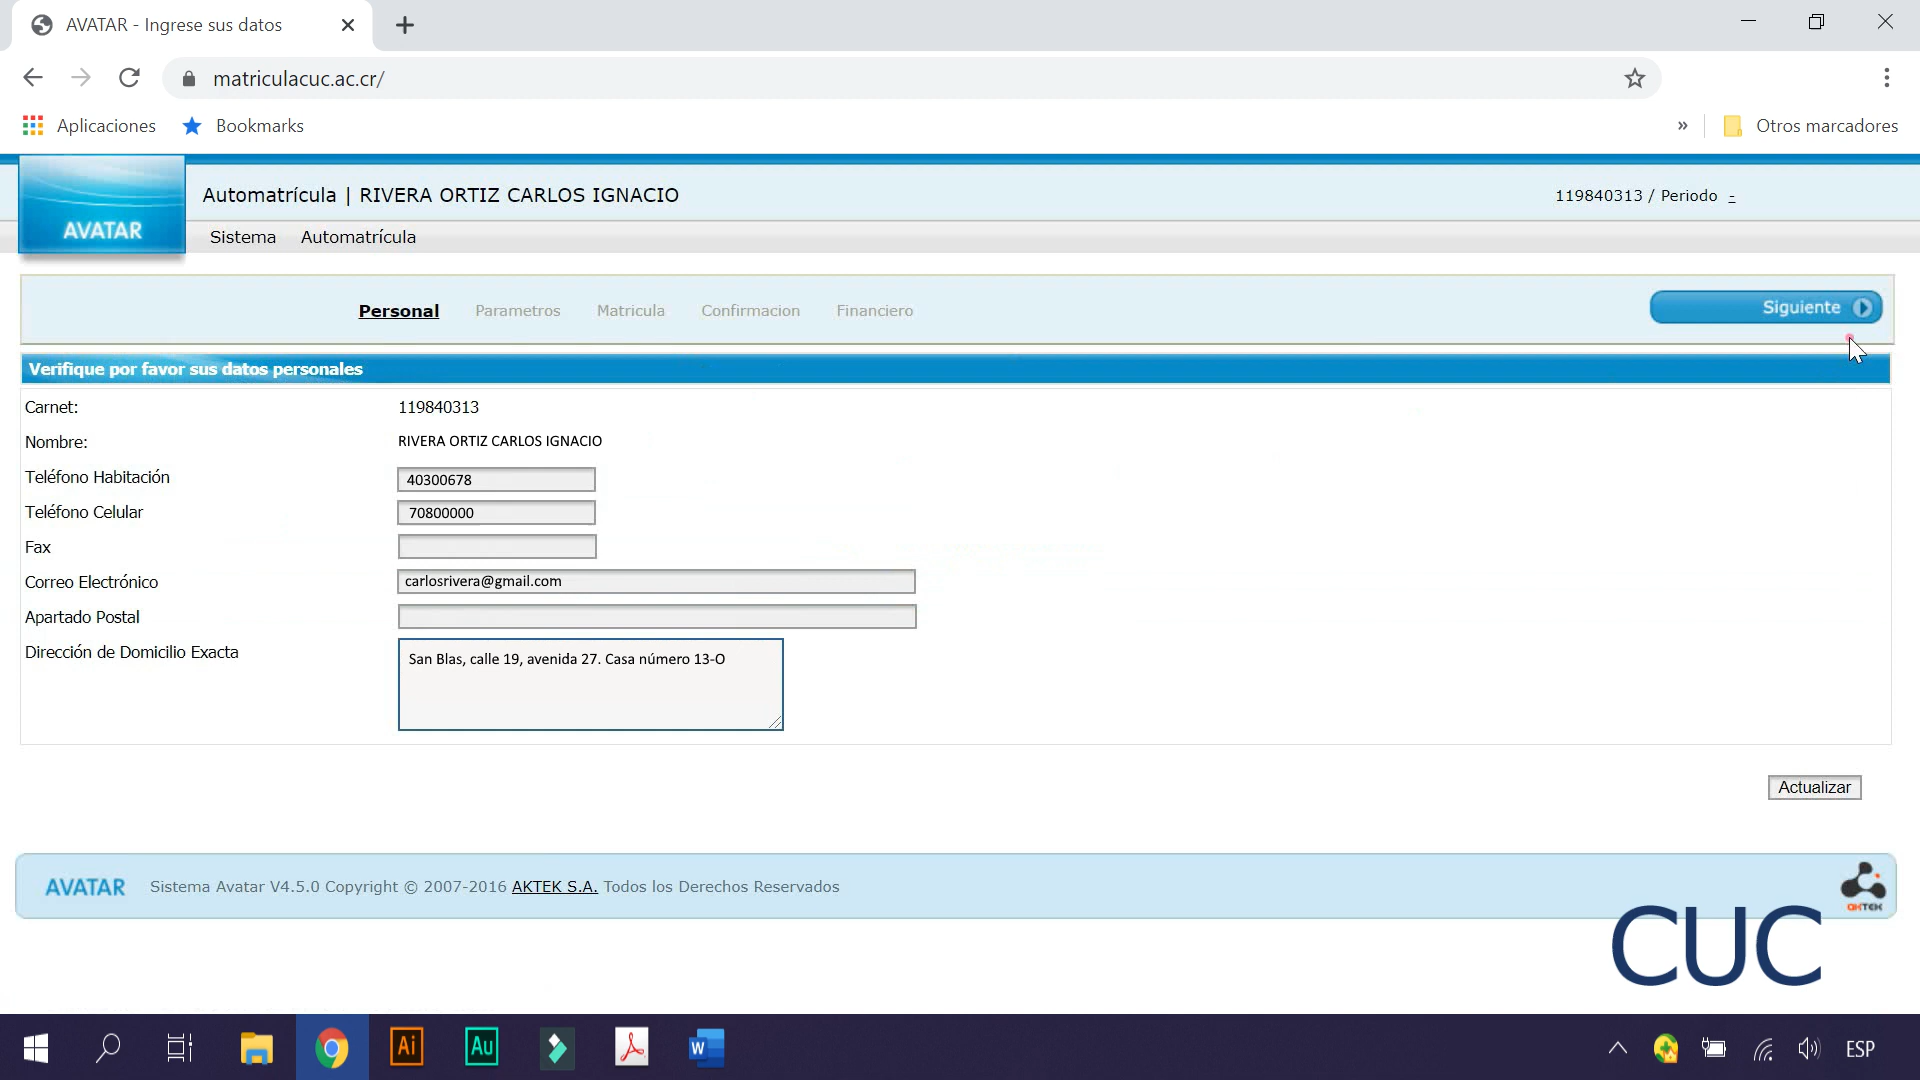 AVATAR - Ingrese sus datos
matriculacuc.ac.cr/
Aplicaciones Bookmarks » Otros marcadores
AVATAR
Automatrícula | RIVERA ORTIZ CARLOS IGNACIO 119840313 / Periodo -
Sistema Automatrícula
Personal Parametros Matricula Confirmacion Financiero Siguiente
Verifique por favor sus datos personales
Carnet: 119840313
Nombre: RIVERA ORTIZ CARLOS IGNACIO
Teléfono Habitación 40300678
Teléfono Celular 70800000
Fax
Correo Electrónico carlosrivera@gmail.com
Apartado Postal
Dirección de Domicilio Exacta San Blas, calle 19, avenida 27. Casa número 13-O
Actualizar
AVATAR Sistema Avatar V4.5.0 Copyright © 2007-2016 AKTEK S.A. Todos los Derechos Reservados
AKTEK
CUC
Ai Au W ESP